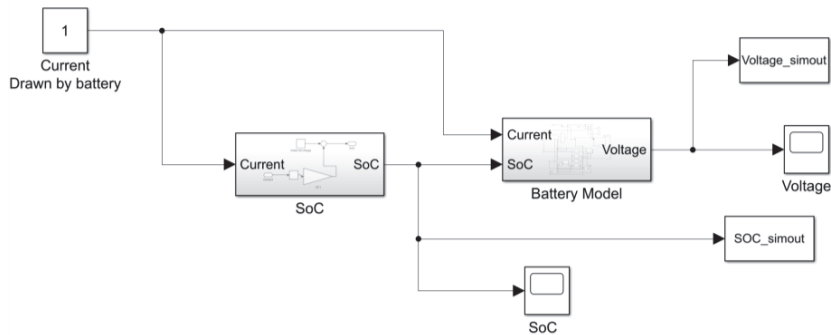 1
Current
Drawn by battery
Voltage_simout
Current
SoC
Voltage
Battery Model
Voltage
Current
SoC
SoC
SOC_simout
SoC